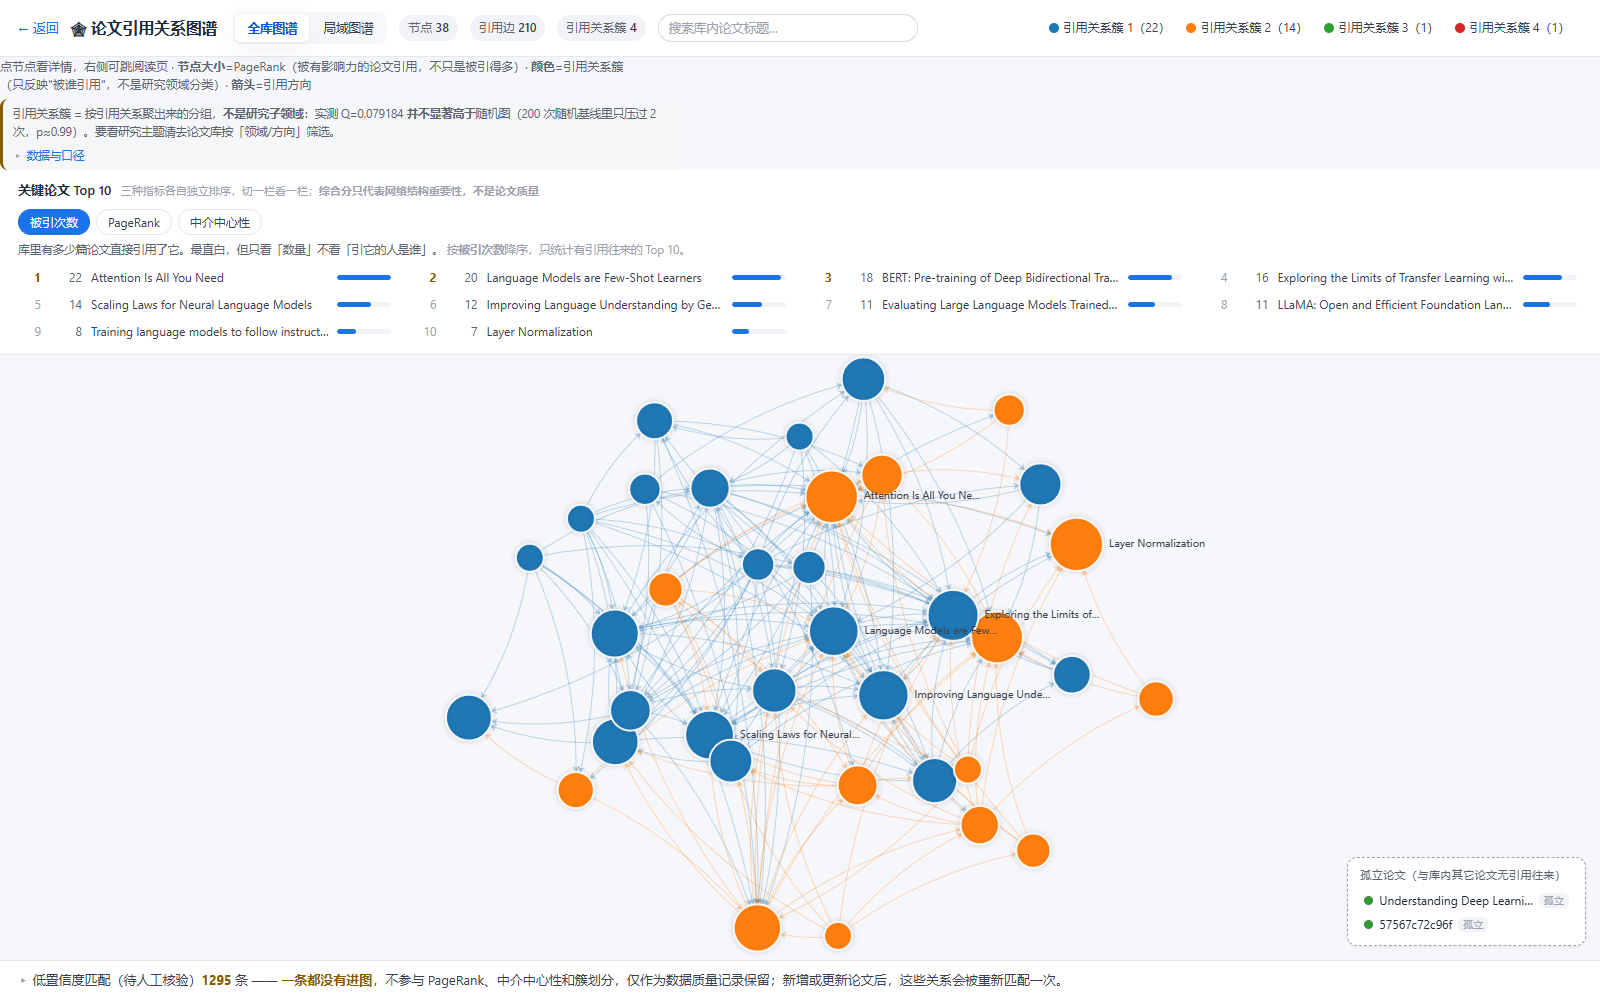 ← 返回
论文引用关系图谱
全库图谱
局域图谱
节点 38
引用边 210
引用关系簇 4
搜索库内论文标题...
引用关系簇 1（22）
引用关系簇 2（14）
引用关系簇 3（1）
引用关系簇 4（1）
点节点看详情，右侧可跳阅读页 · 节点大小=PageRank（被有影响力的论文引用，不只是被引得多）· 颜色=引用关系簇
（只反映"被谁引用"，不是研究领域分类）· 箭头=引用方向
引用关系簇 = 按引用关系聚出来的分组，不是研究子领域：实测 Q=0.079184 并不显著高于随机图（200 次随机基线里只压过 2
次，p≈0.99）。要看研究主题请去论文库按「领域/方向」筛选。
▸ 数据与口径
关键论文 Top 10 三种指标各自独立排序，切一栏看一栏；综合分只代表网络结构重要性，不是论文质量
被引次数
PageRank
中介中心性
库里有多少篇论文直接引用了它。最直白，但只看「数量」不看「引它的人是谁」。 按被引次数降序，只统计有引用往来的 Top 10。
1 22 Attention Is All You Need
2 20 Language Models are Few-Shot Learners
3 18 BERT: Pre-training of Deep Bidirectional Tra...
4 16 Exploring the Limits of Transfer Learning wi...
5 14 Scaling Laws for Neural Language Models
6 12 Improving Language Understanding by Ge...
7 11 Evaluating Large Language Models Trained...
8 11 LLaMA: Open and Efficient Foundation Lan...
9 8 Training language models to follow instruct...
10 7 Layer Normalization
Attention Is All You Ne...
Layer Normalization
Exploring the Limits of...
Language Models are Few...
Improving Language Unde...
Scaling Laws for Neural...
孤立论文（与库内其它论文无引用往来）
Understanding Deep Learni... 孤立
57567c72c96f 孤立
▸ 低置信度匹配（待人工核验）1295 条 —— 一条都没有进图，不参与 PageRank、中介中心性和簇划分，仅作为数据质量记录保留；新增或更新论文后，这些关系会被重新匹配一次。